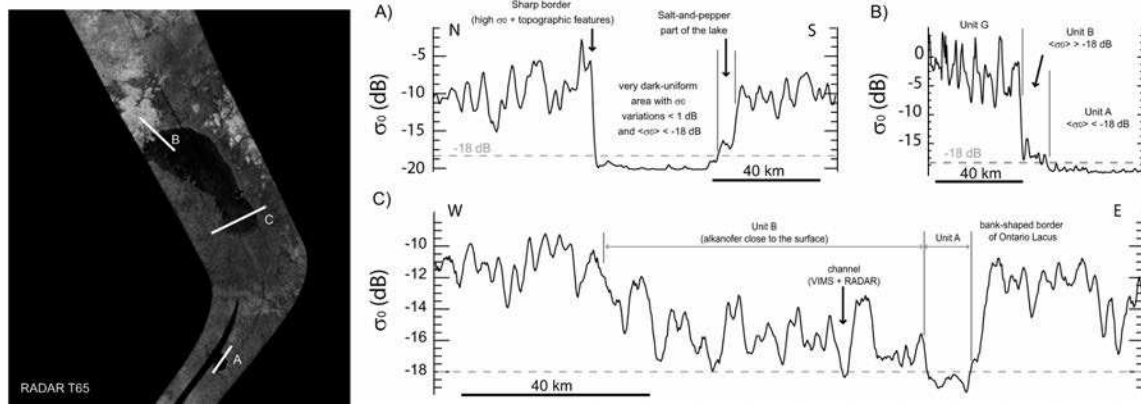 B
C
A
RADAR T65
A)
Sharp border
(high σ0 + topographic features)
Salt-and-pepper
part of the lake
N
S
-5
-10
-15
-20
σ0 (dB)
very dark-uniform
area with σ0
variations < 1 dB
and <σ0> < -18 dB
-18 dB
40 km
B)
Unit G
Unit B
<σ0> > -18 dB
Unit A
<σ0> < -18 dB
0
-5
-10
-15
σ0 (dB)
-18 dB
40 km
C)
W
E
Unit B
(alkanofer close to the surface)
Unit A
bank-shaped border
of Ontario Lacus
channel
(VIMS + RADAR)
-10
-12
-14
-16
-18
σ0 (dB)
40 km